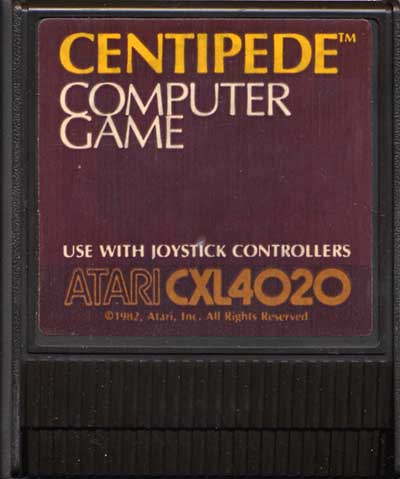 CENTIPEDE™
COMPUTER
GAME
USE WITH JOYSTICK CONTROLLERS
ATARI CXL4020
©1982, Atari, Inc. All Rights Reserved